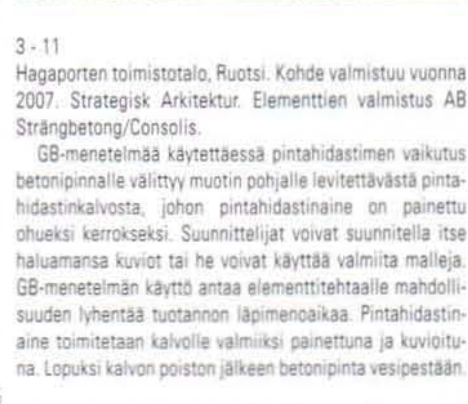 3 - 11
Hagaporten toimistotalo, Ruotsi. Kohde valmistuu vuonna
2007. Strategisk Arkitektur. Elementtien valmistus AB
Strängbetong/Consolis.
GB-menetelmää käytettäessä pintahidastimen vaikutus
betonipinnalle välittyy muotin pohjalle levitettävästä pinta-
hidastinkalvosta, johon pintahidastinaine on painettu
ohueksi kerrokseksi. Suunnittelijat voivat suunnitella itse
haluamansa kuviot tai he voivat käyttää valmiita malleja.
GB-menetelmän käyttö antaa elementtitehtaalle mahdolli-
suuden lyhentää tuotannon läpimenoaikaa. Pintahidastin-
aine toimitetaan kalvolle valmiiksi painettuna ja kuvioitu-
na. Lopuksi kalvon poiston jälkeen betonipinta vesipestään.